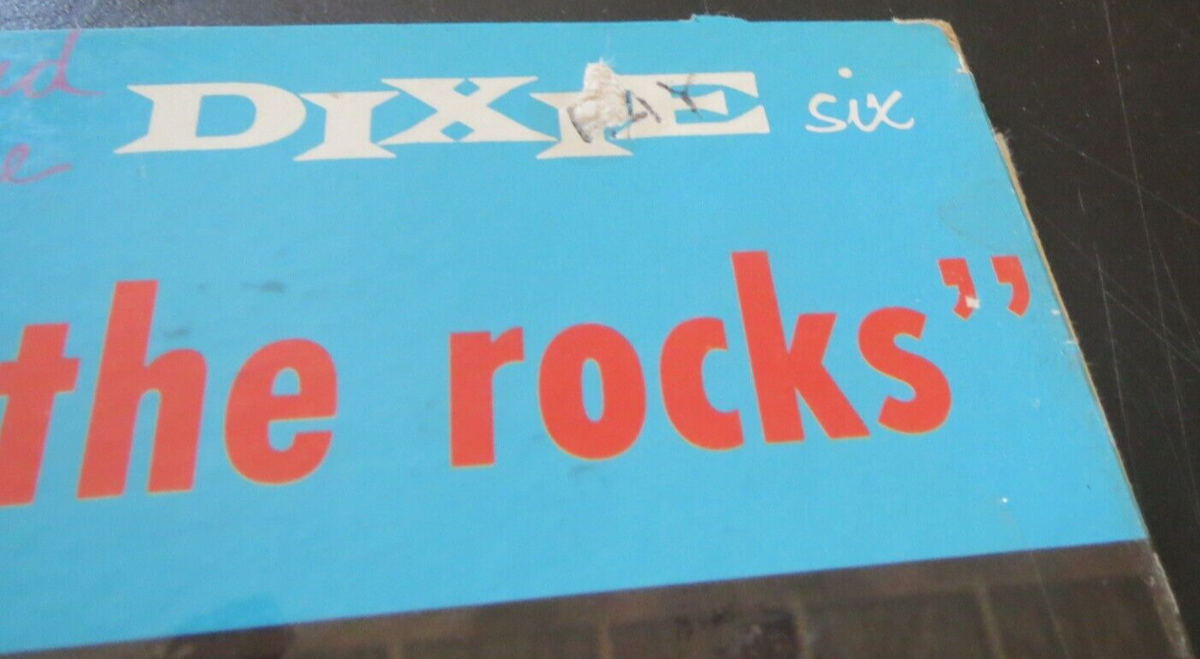 DIXIE six
the rocks”